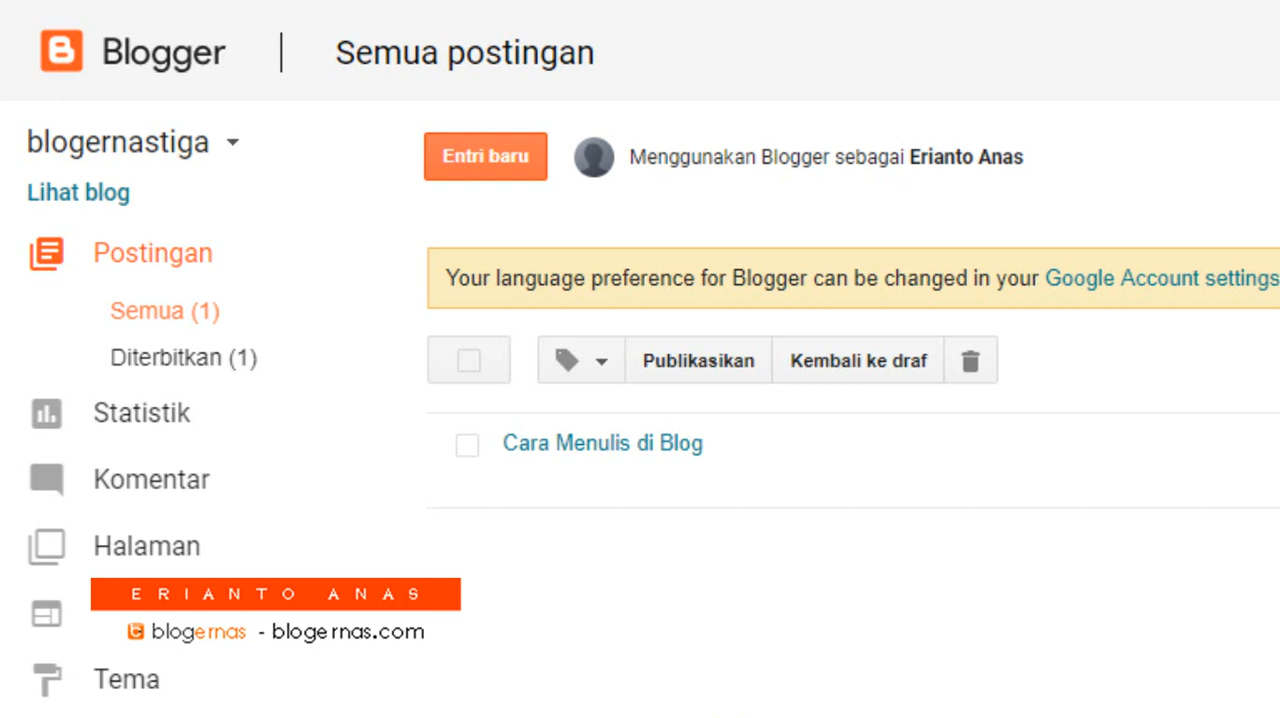 Blogger
Semua postingan
blogernastiga
Lihat blog
Postingan
Semua (1)
Diterbitkan (1)
Statistik
Komentar
Halaman
ERIANTO ANAS
blogernas - blogernas.com
Tema
Entri baru
Menggunakan Blogger sebagai Erianto Anas
Your language preference for Blogger can be changed in your Google Account settings
Publikasikan
Kembali ke draf
Cara Menulis di Blog